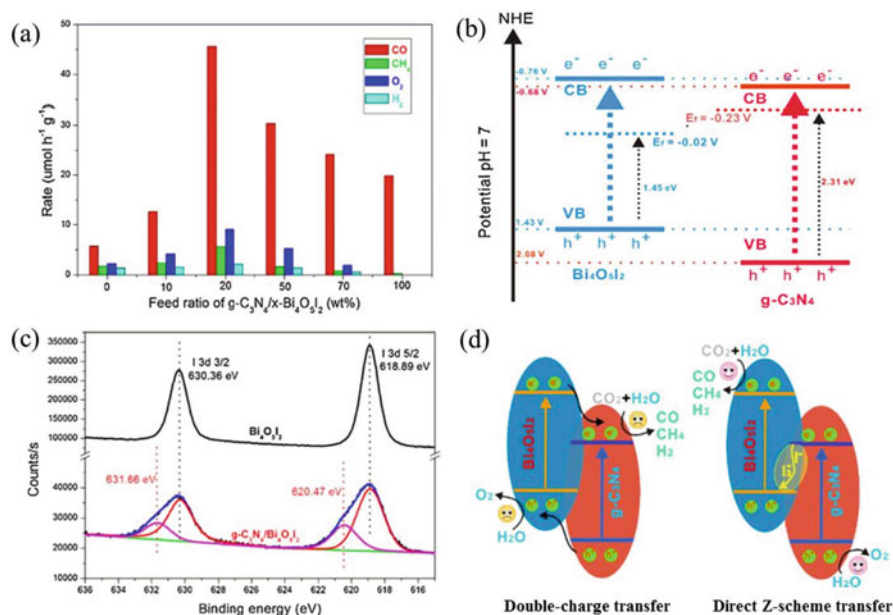 (a)
50
40
30
20
10
0
Rate (umol h⁻¹ g⁻¹)
CO
CH₄
O₂
H₂
0 10 20 50 70 100
Feed ratio of g-C₃N₄/x-Bi₄O₅I₂ (wt%)
(b)
NHE
Potential pH = 7
-0.76 V
-0.68 V
1.43 V
2.08 V
e⁻ e⁻ e⁻
CB
Ef = -0.02 V
1.45 eV
VB
h⁺ h⁺ h⁺
Bi₄O₅I₂
e⁻ e⁻ e⁻
CB
Ef = -0.23 V
2.31 eV
VB
h⁺ h⁺ h⁺
g-C₃N₄
(c)
350000
300000
250000
200000
150000
100000
40000
30000
20000
10000
Counts/s
I 3d 3/2
630.36 eV
I 3d 5/2
618.89 eV
Bi₄O₅I₂
631.66 eV
620.47 eV
g-C₃N₄/Bi₄O₅I₂
636 634 632 630 628 626 624 622 620 618 616
Binding energy (eV)
(d)
CO₂+H₂O
CO
CH₄
H₂
Bi₄O₅I₂
g-C₃N₄
O₂
H₂O
h⁺ h⁺
h⁺ h⁺
Double-charge transfer
CO₂+H₂O
CO
CH₄
H₂
Bi₄O₅I₂
g-C₃N₄
h⁺ h⁺
O₂
H₂O
Direct Z-scheme transfer